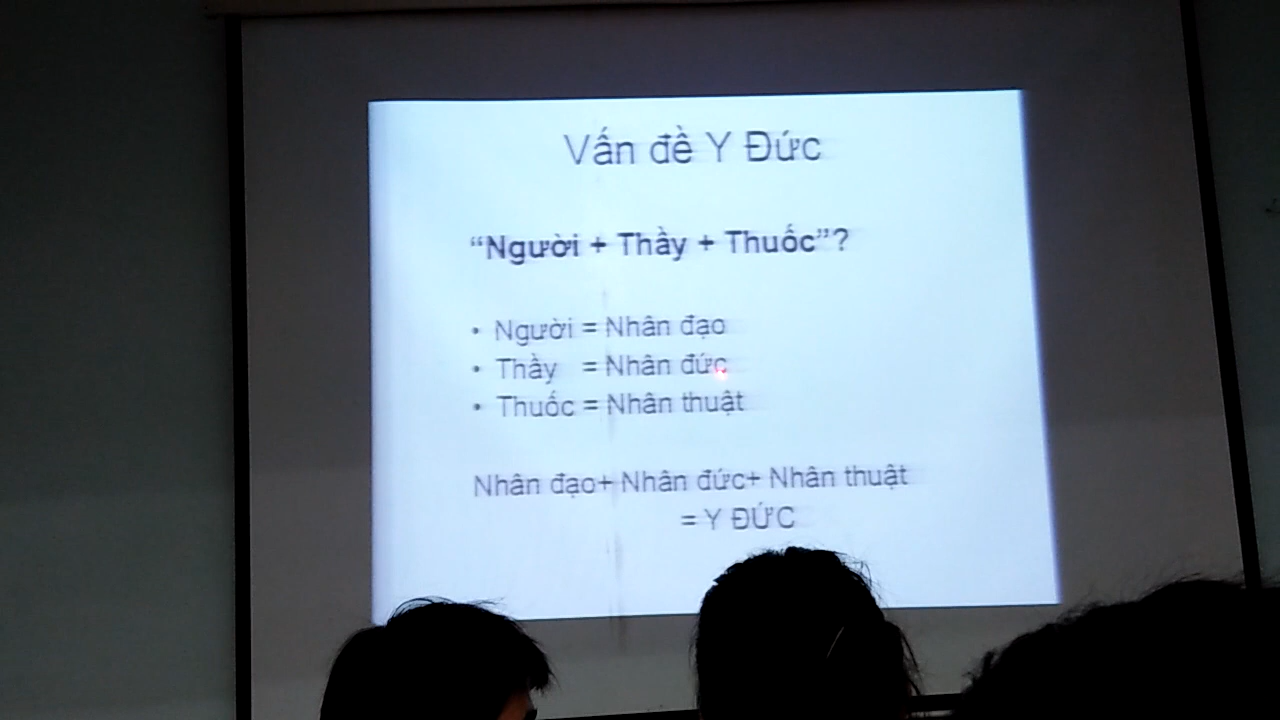 Vấn đề Y Đức
“Người + Thầy + Thuốc”?
• Người = Nhân đạo
• Thầy = Nhân đức
• Thuốc = Nhân thuật
Nhân đạo+ Nhân đức+ Nhân thuật
= Y ĐỨC